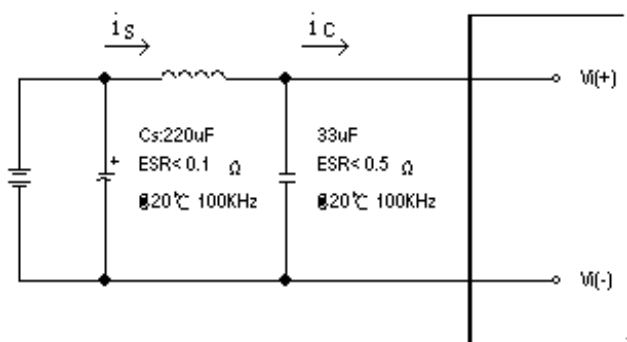 is
ic
Vi(+)
Cs:220uF
ESR<0.1 Ω
@20℃ 100KHz
+
33uF
ESR<0.5 Ω
@20℃ 100KHz
Vi(-)